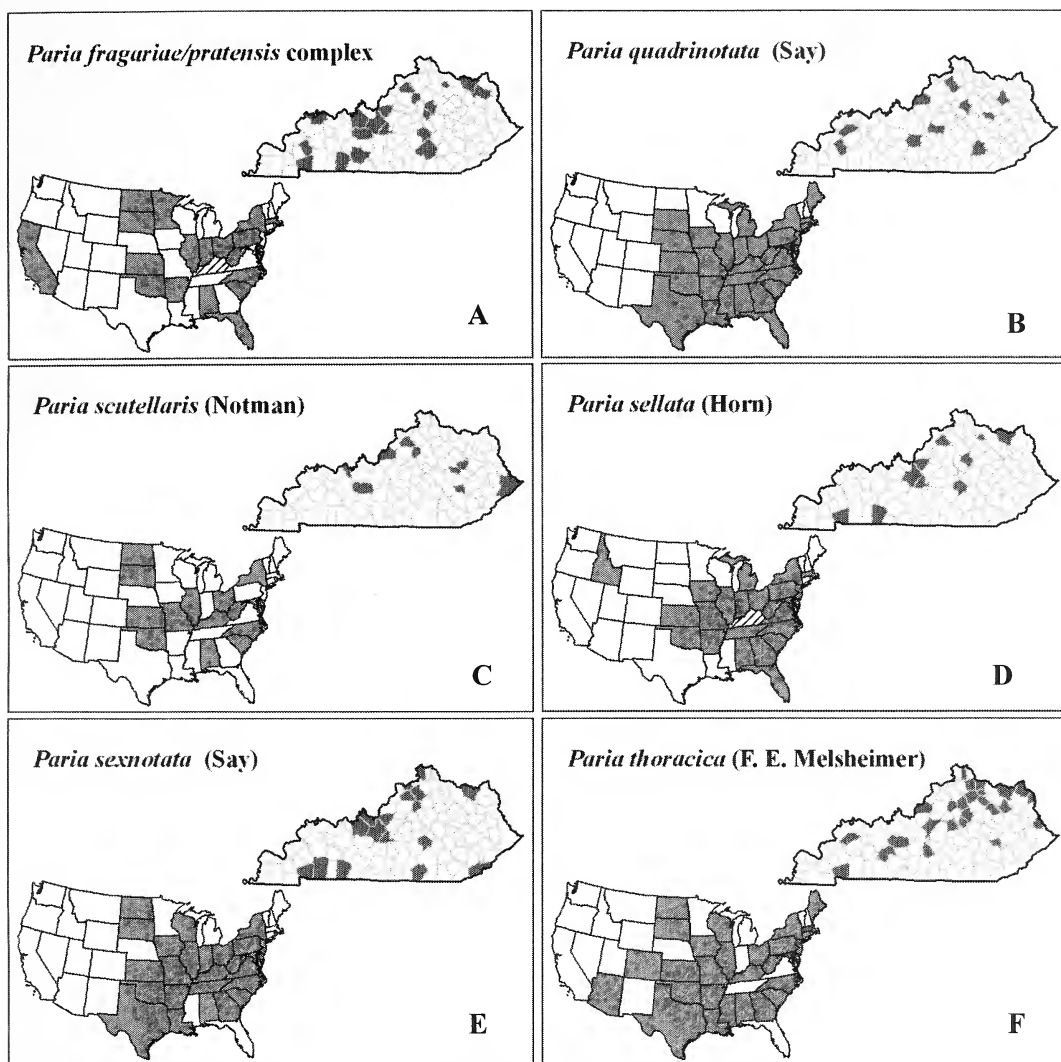 Paria fragariae/pratensis complex
A
Paria quadrinotata (Say)
B
Paria scutellaris (Notman)
C
Paria sellata (Horn)
D
Paria sexnotata (Say)
E
Paria thoracica (F. E. Melsheimer)
F